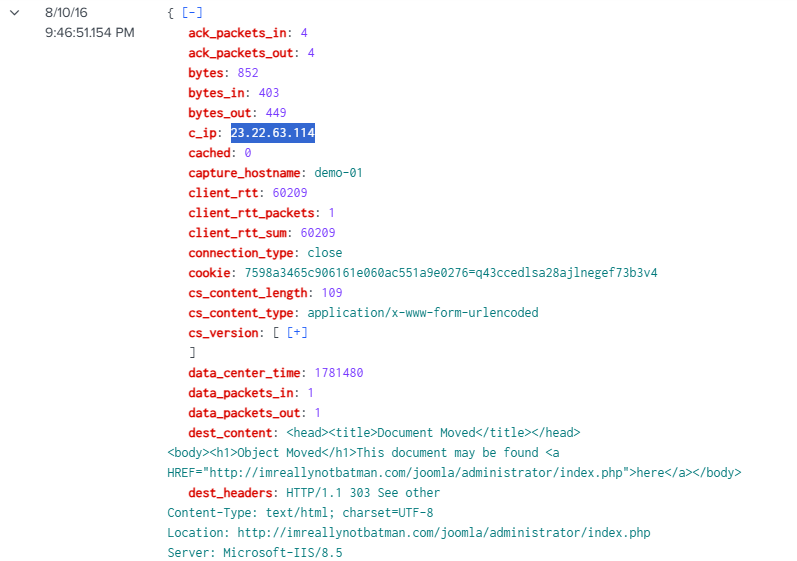 8/10/16 { [-]
9:46:51.154 PM ack_packets_in: 4
ack_packets_out: 4
bytes: 852
bytes_in: 403
bytes_out: 449
c_ip: 23.22.63.114
cached: 0
capture_hostname: demo-01
client_rtt: 60209
client_rtt_packets: 1
client_rtt_sum: 60209
connection_type: close
cookie: 7598a3465c906161e060ac551a9e0276=q43ccedlsa28ajlnegef73b3v4
cs_content_length: 109
cs_content_type: application/x-www-form-urlencoded
cs_version: [ [+]
]
data_center_time: 1781480
data_packets_in: 1
data_packets_out: 1
dest_content: <head><title>Document Moved</title></head>
<body><h1>Object Moved</h1>This document may be found <a
HREF="http://imreallynotbatman.com/joomla/administrator/index.php">here</a></body>
dest_headers: HTTP/1.1 303 See other
Content-Type: text/html; charset=UTF-8
Location: http://imreallynotbatman.com/joomla/administrator/index.php
Server: Microsoft-IIS/8.5